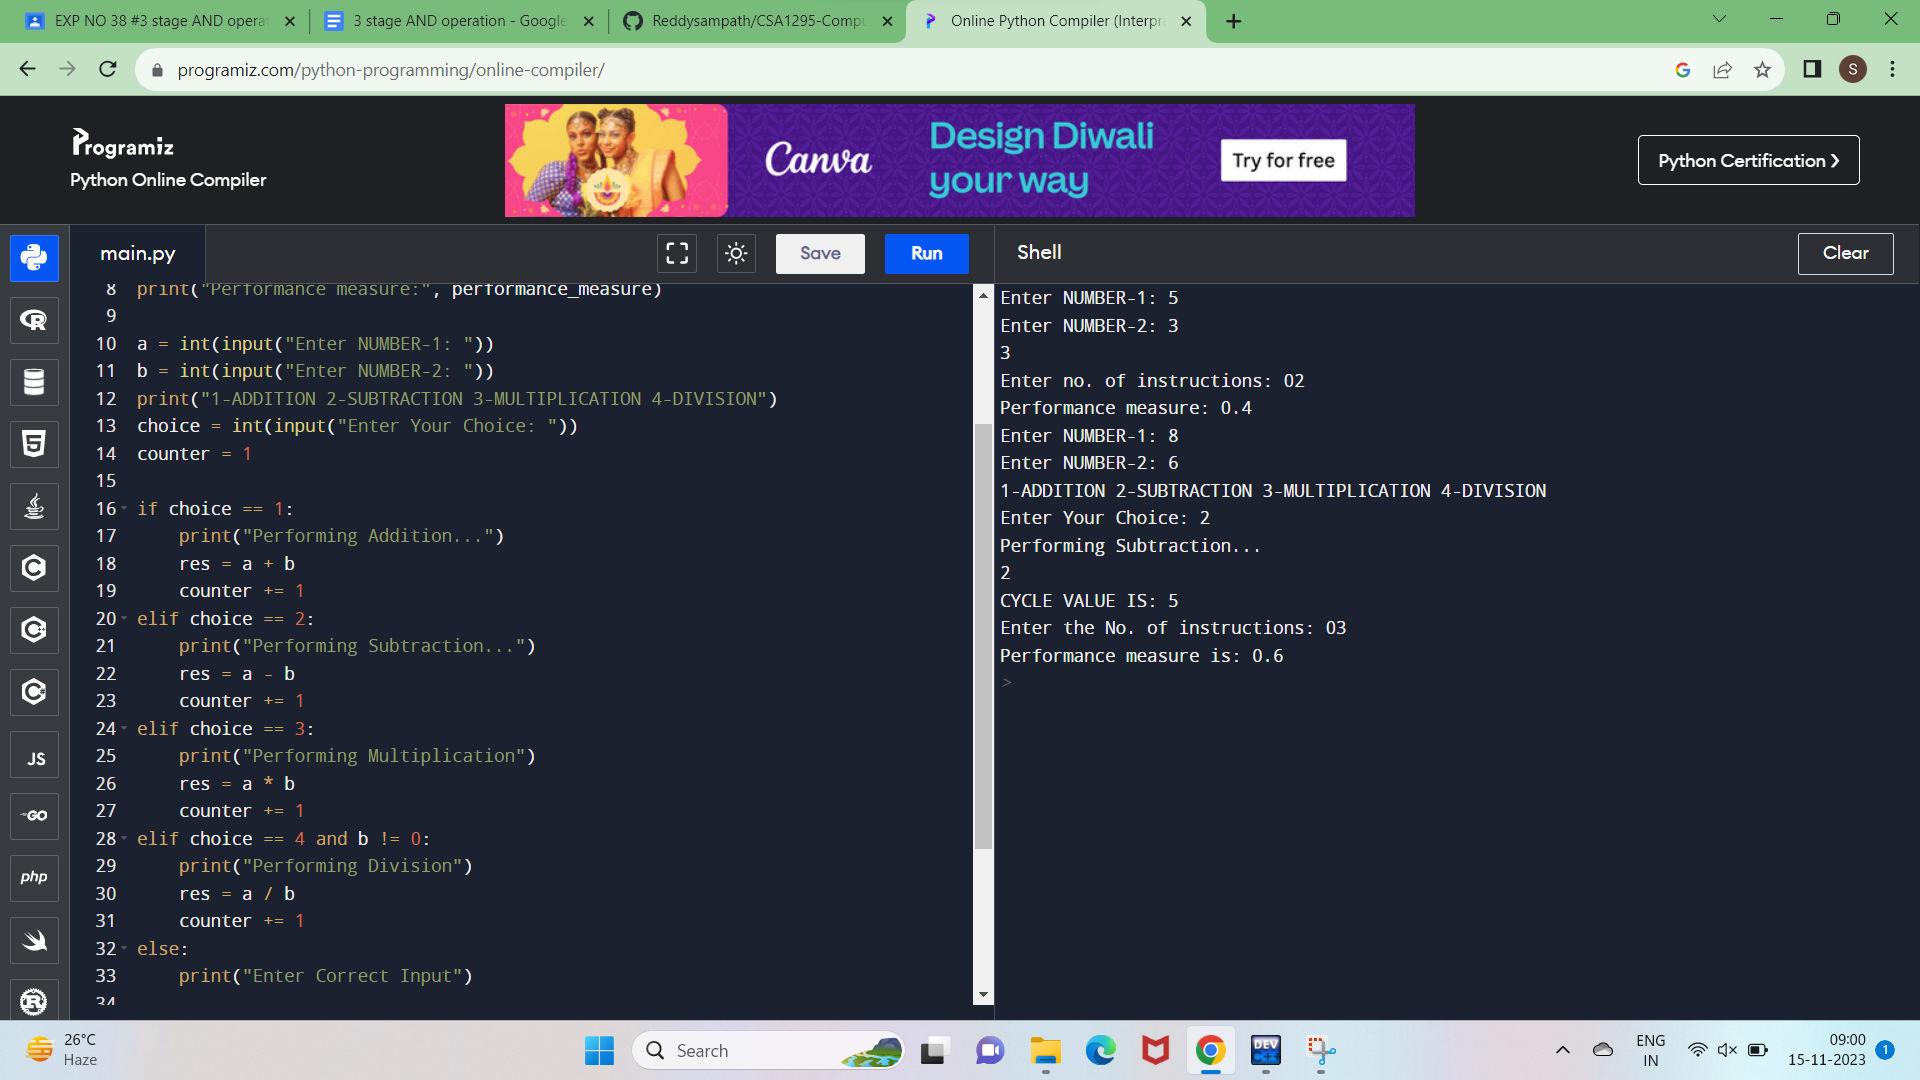 EXP NO 38 #3 stage AND operat
3 stage AND operation - Google
Reddysampath/CSA1295-Compu
Online Python Compiler (Interpre
programiz.com/python-programming/online-compiler/
S
Programiz
Python Online Compiler
Canva
Design Diwali
your way
Try for free
Python Certification ❯
main.py
Save
Run
Shell
Clear
8 print("Performance measure:", performance_measure)
9
10 a = int(input("Enter NUMBER-1: "))
11 b = int(input("Enter NUMBER-2: "))
12 print("1-ADDITION 2-SUBTRACTION 3-MULTIPLICATION 4-DIVISION")
13 choice = int(input("Enter Your Choice: "))
14 counter = 1
15
16 if choice == 1:
17 print("Performing Addition...")
18 res = a + b
19 counter += 1
20 elif choice == 2:
21 print("Performing Subtraction...")
22 res = a - b
23 counter += 1
24 elif choice == 3:
25 print("Performing Multiplication")
26 res = a * b
27 counter += 1
28 elif choice == 4 and b != 0:
29 print("Performing Division")
30 res = a / b
31 counter += 1
32 else:
33 print("Enter Correct Input")
34
Enter NUMBER-1: 5
Enter NUMBER-2: 3
3
Enter no. of instructions: 02
Performance measure: 0.4
Enter NUMBER-1: 8
Enter NUMBER-2: 6
1-ADDITION 2-SUBTRACTION 3-MULTIPLICATION 4-DIVISION
Enter Your Choice: 2
Performing Subtraction...
2
CYCLE VALUE IS: 5
Enter the No. of instructions: 03
Performance measure is: 0.6
>
JS
GO
php
26°C
Haze
Search
DEV
C++
ENG
IN
09:00
15-11-2023
1